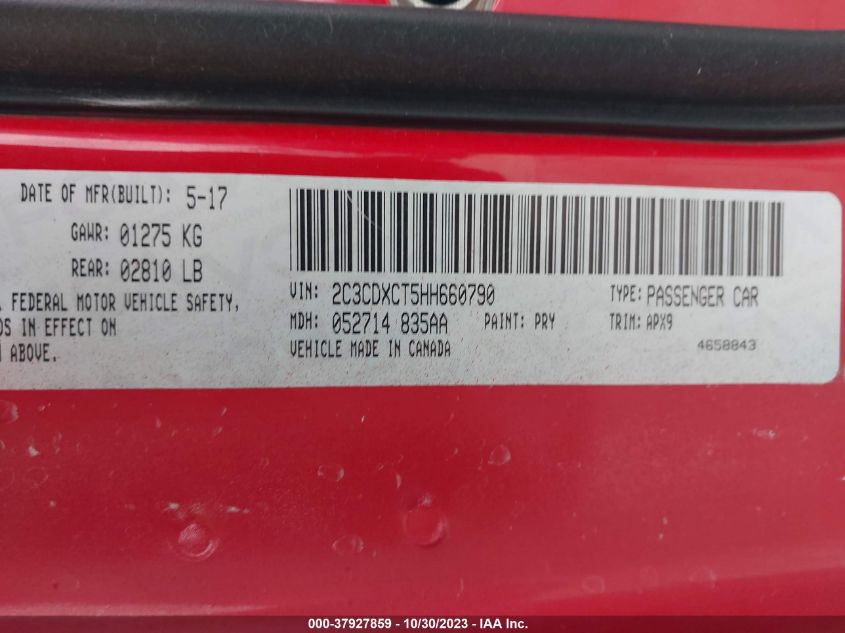 DATE OF MFR(BUILT): 5-17
GAWR: 01275 KG
REAR: 02810 LB
FEDERAL MOTOR VEHICLE SAFETY,
IN EFFECT ON
ABOVE.
VIN: 2C3CDXCT5HH660790 TYPE: PASSENGER CAR
MDH: 052714 835AA PAINT: PRY TRIM: APX9
VEHICLE MADE IN CANADA 4658843
000-37927859 - 10/30/2023 - IAA Inc.